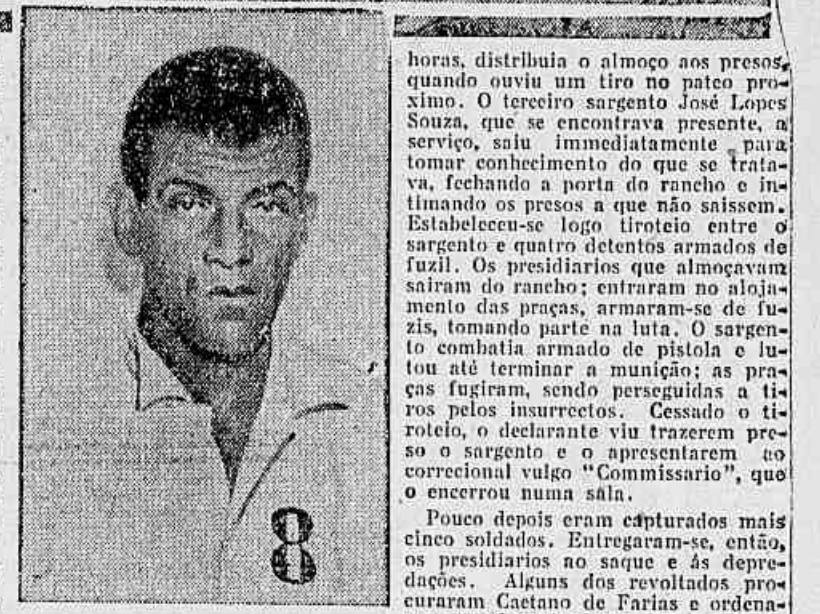 8
horas, distribuia o almoço aos presos,
quando ouviu um tiro no pateo pro-
ximo. O terceiro sargento José Lopes
Souza, que se encontrava presente, a
serviço, saiu immediatamente para
tomar conhecimento do que se trata-
va, fechando a porta do rancho e in-
timando os presos a que não saissem.
Estabeleceu-se logo tiroteio entre o
sargento e quatro detentos armados de
fuzil. Os presidiarios que almoçavam
sairam do rancho; entraram no aloja-
mento das praças, armaram-se de fu-
zis, tomando parte na luta. O sargen-
to combatia armado de pistola e lu-
tou até terminar a munição; as pra-
ças fugiram, sendo perseguidas a ti-
ros pelos insurrectos. Cessado o ti-
roteio, o declarante viu trazerem pre-
so o sargento e o apresentarem ao
correcional vulgo "Commissario", que
o encerrou numa sala.
Pouco depois eram capturados mais
cinco soldados. Entregaram-se, então,
os presidiarios ao saque e ás depre-
dações. Alguns dos revoltados pro-
curaram Caetano de Farias e ordena-